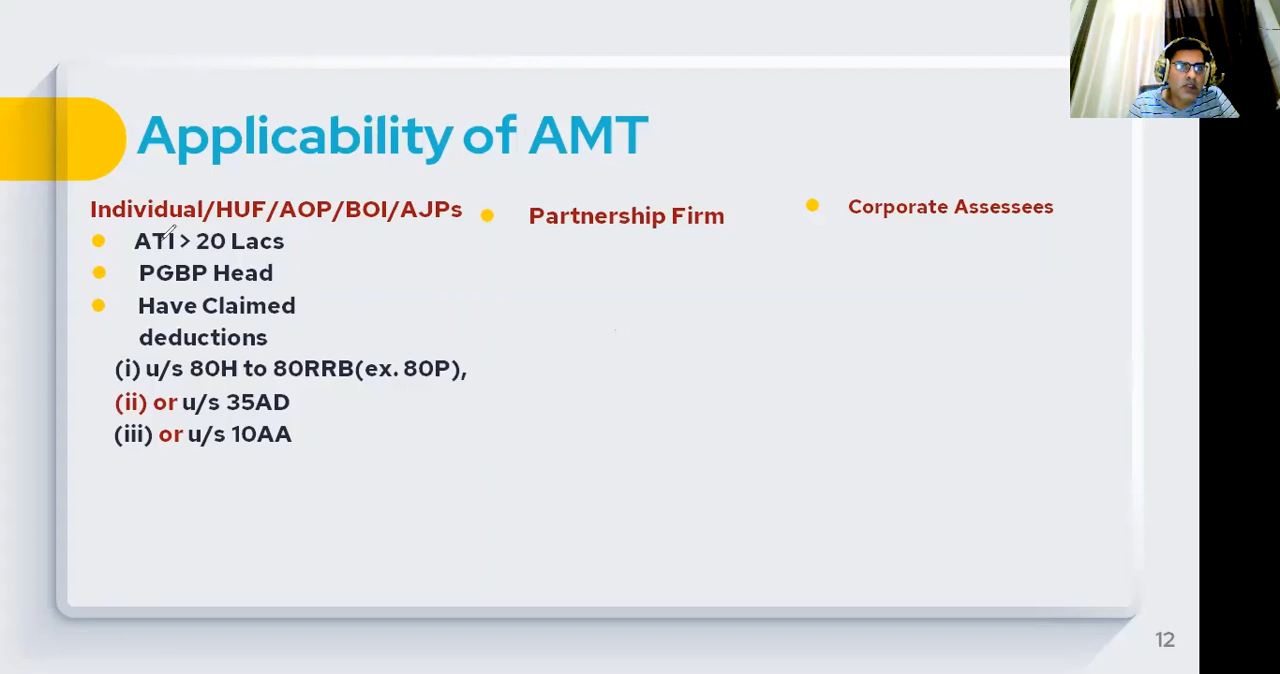 Applicability of AMT
Individual/HUF/AOP/BOI/AJPs
ATI > 20 Lacs
PGBP Head
Have Claimed
deductions
(i) u/s 80H to 80RRB(ex. 80P),
(ii) or u/s 35AD
(iii) or u/s 10AA
Partnership Firm
Corporate Assessees
12